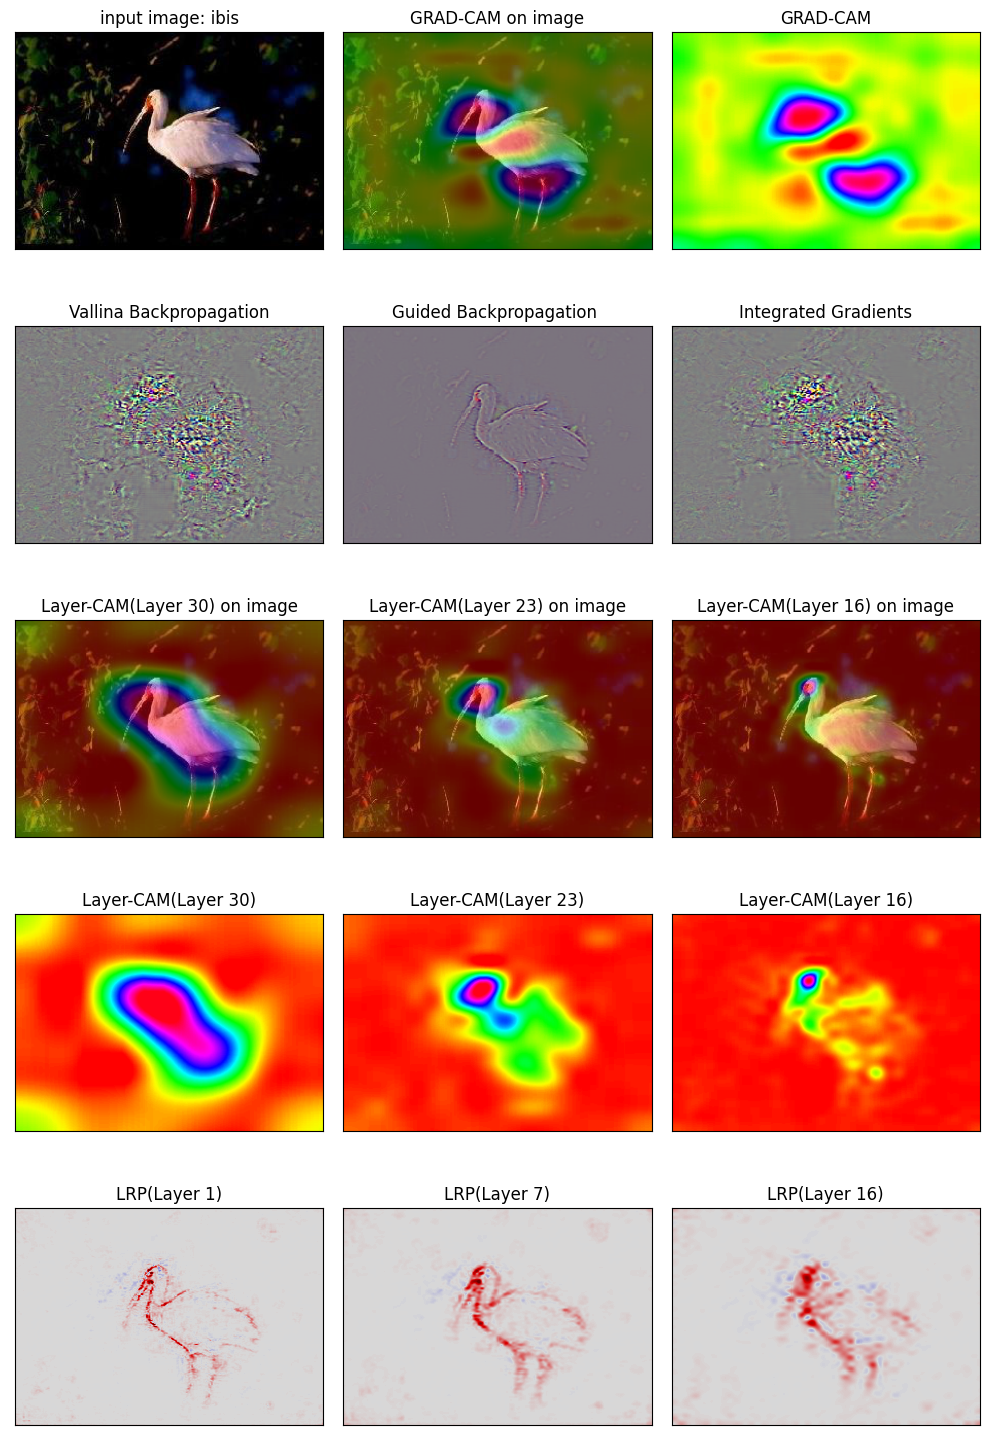 input image: ibis
GRAD-CAM on image
GRAD-CAM
Vallina Backpropagation
Guided Backpropagation
Integrated Gradients
Layer-CAM(Layer 30) on image
Layer-CAM(Layer 23) on image
Layer-CAM(Layer 16) on image
Layer-CAM(Layer 30)
Layer-CAM(Layer 23)
Layer-CAM(Layer 16)
LRP(Layer 1)
LRP(Layer 7)
LRP(Layer 16)